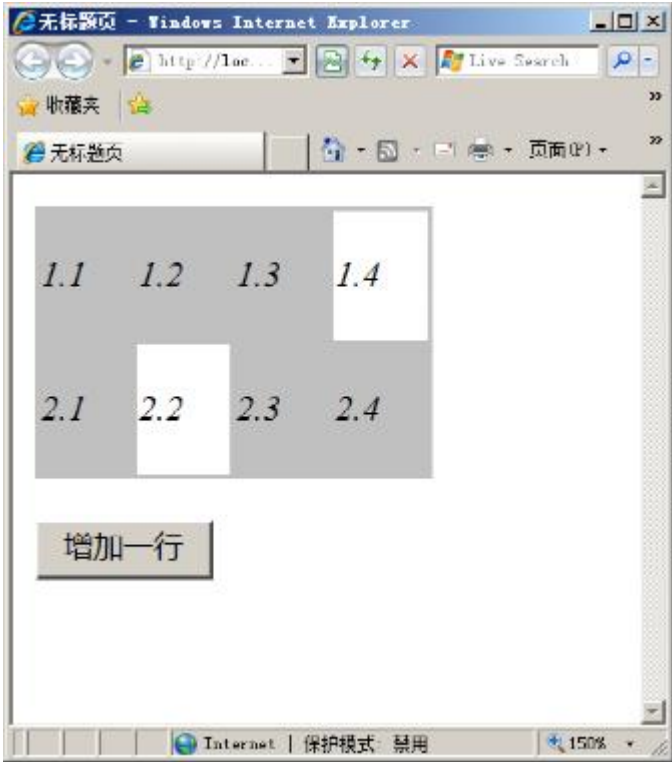 无标题页 - Windows Internet Explorer
http://loc... Live Search
收藏夹
无标题页 页面(P)
1.1 1.2 1.3 1.4
2.1 2.2 2.3 2.4
增加一行
Internet | 保护模式: 禁用 150%